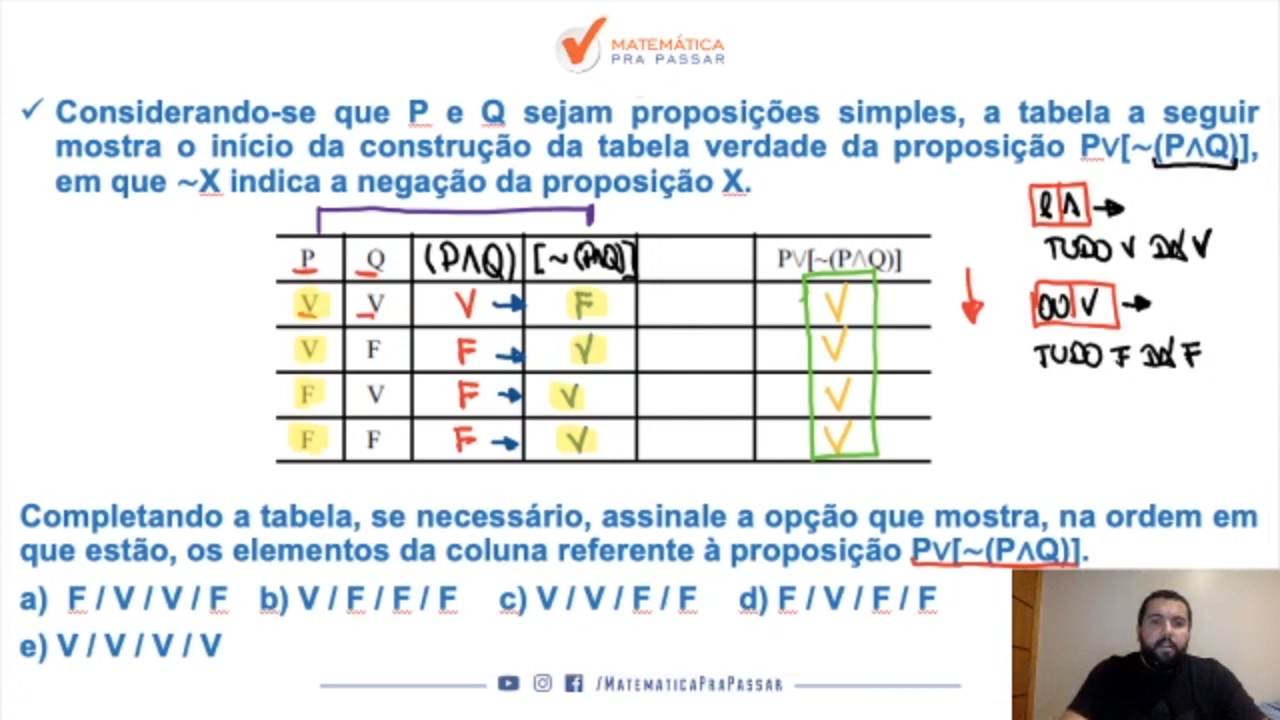 MATEMÁTICA
PRA PASSAR
✓ Considerando-se que P e Q sejam proposições simples, a tabela a seguir
mostra o início da construção da tabela verdade da proposição P∨[~(P∧Q)],
em que ~X indica a negação da proposição X.
P Q (P∧Q) [~(P∧Q)] P∨[~(P∧Q)]
V V V → F V
V F F → V V
F V F → V V
F F F → V V
e ∧ →
TUDO V DÁ V
OU V →
TUDO F DÁ F
Completando a tabela, se necessário, assinale a opção que mostra, na ordem em
que estão, os elementos da coluna referente à proposição P∨[~(P∧Q)].
a) F / V / V / F b) V / F / F / F c) V / V / F / F d) F / V / F / F
e) V / V / V / V
/MATEMATICAPRAPASSAR